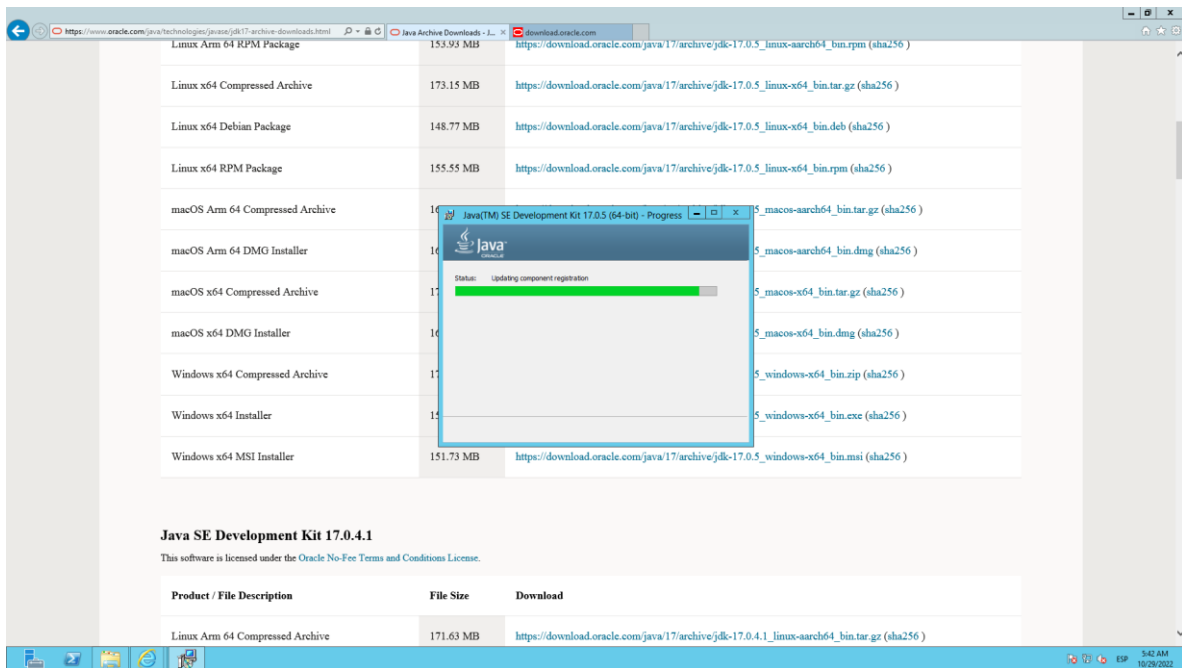 https://www.oracle.com/java/technologies/javase/jdk17-archive-downloads.html
Java Archive Downloads - J...
download.oracle.com
Linux Arm 64 RPM Package 153.93 MB https://download.oracle.com/java/17/archive/jdk-17.0.5_linux-aarch64_bin.rpm (sha256 )
Linux x64 Compressed Archive 173.15 MB https://download.oracle.com/java/17/archive/jdk-17.0.5_linux-x64_bin.tar.gz (sha256 )
Linux x64 Debian Package 148.77 MB https://download.oracle.com/java/17/archive/jdk-17.0.5_linux-x64_bin.deb (sha256 )
Linux x64 RPM Package 155.55 MB https://download.oracle.com/java/17/archive/jdk-17.0.5_linux-x64_bin.rpm (sha256 )
macOS Arm 64 Compressed Archive 16 5_macos-aarch64_bin.tar.gz (sha256 )
Java(TM) SE Development Kit 17.0.5 (64-bit) - Progress
Java
ORACLE
macOS Arm 64 DMG Installer 16 5_macos-aarch64_bin.dmg (sha256 )
Status: Updating component registration
macOS x64 Compressed Archive 17 5_macos-x64_bin.tar.gz (sha256 )
macOS x64 DMG Installer 16 5_macos-x64_bin.dmg (sha256 )
Windows x64 Compressed Archive 17 5_windows-x64_bin.zip (sha256 )
Windows x64 Installer 15 5_windows-x64_bin.exe (sha256 )
Windows x64 MSI Installer 151.73 MB https://download.oracle.com/java/17/archive/jdk-17.0.5_windows-x64_bin.msi (sha256 )
Java SE Development Kit 17.0.4.1
This software is licensed under the Oracle No-Fee Terms and Conditions License.
Product / File Description File Size Download
Linux Arm 64 Compressed Archive 171.63 MB https://download.oracle.com/java/17/archive/jdk-17.0.4.1_linux-aarch64_bin.tar.gz (sha256 )
ESP
5:42 AM
10/29/2022